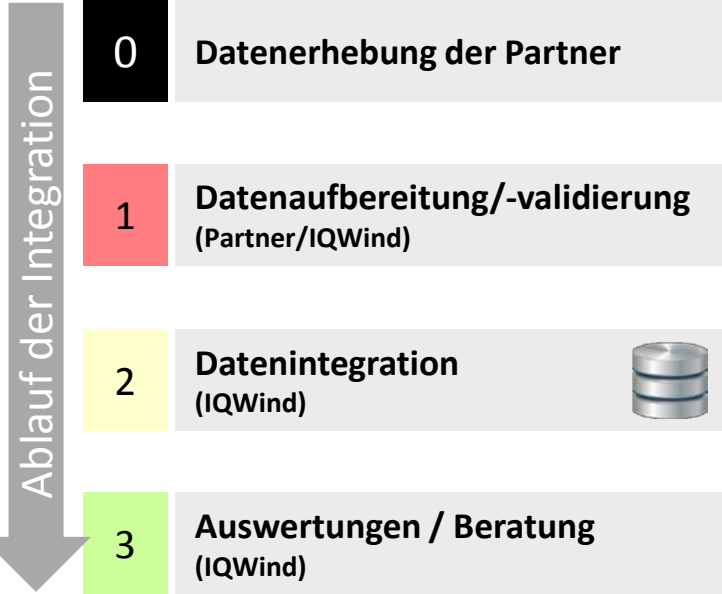 Ablauf der Integration
0
Datenerhebung der Partner
1
Datenaufbereitung/-validierung
(Partner/IQWind)
2
Datenintegration
(IQWind)
3
Auswertungen / Beratung
(IQWind)